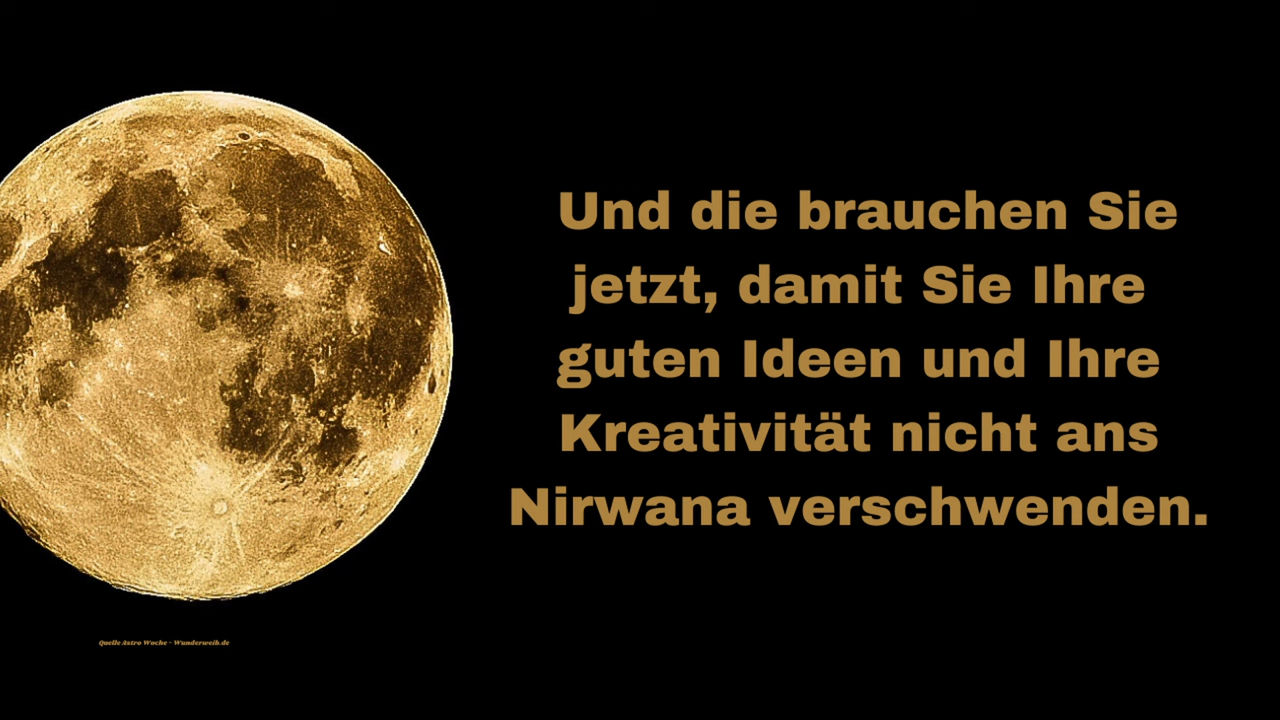 Und die brauchen Sie
jetzt, damit Sie Ihre
guten Ideen und Ihre
Kreativität nicht ans
Nirwana verschwenden.
Quelle Astro Woche - Wunderweib.de